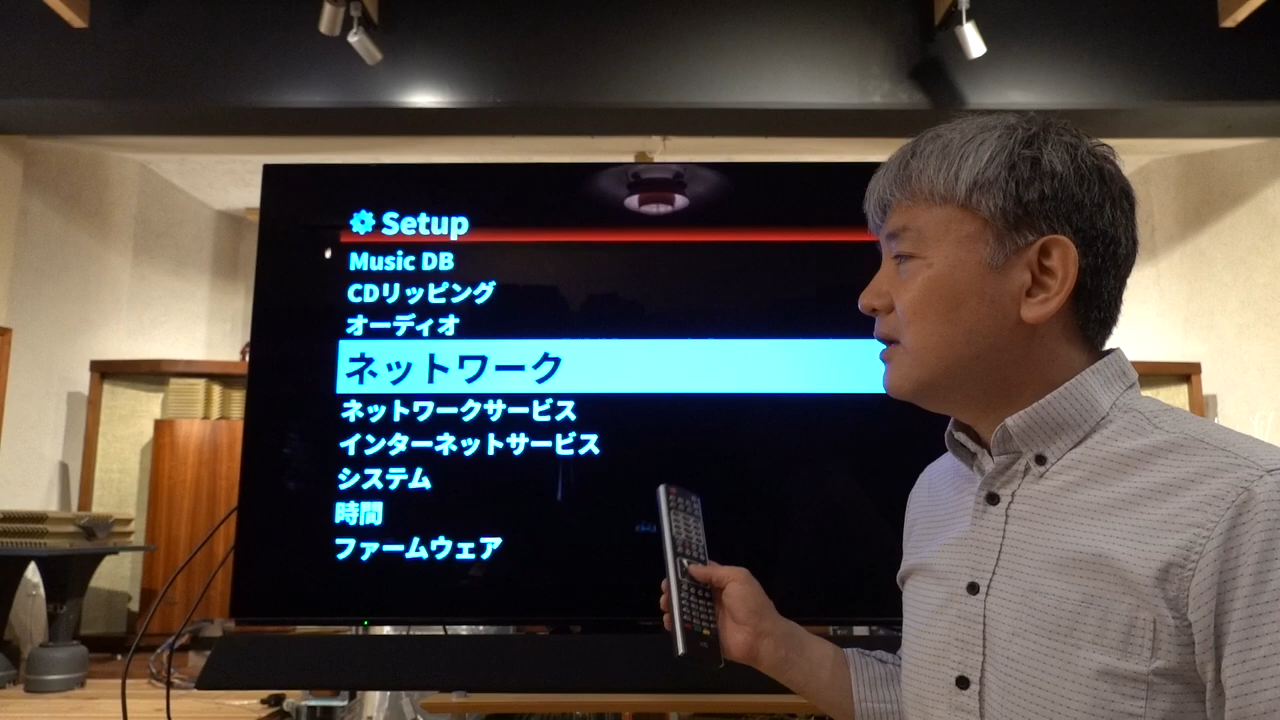 Setup
Music DB
CDリッピング
オーディオ
ネットワーク
ネットワークサービス
インターネットサービス
システム
時間
ファームウェア